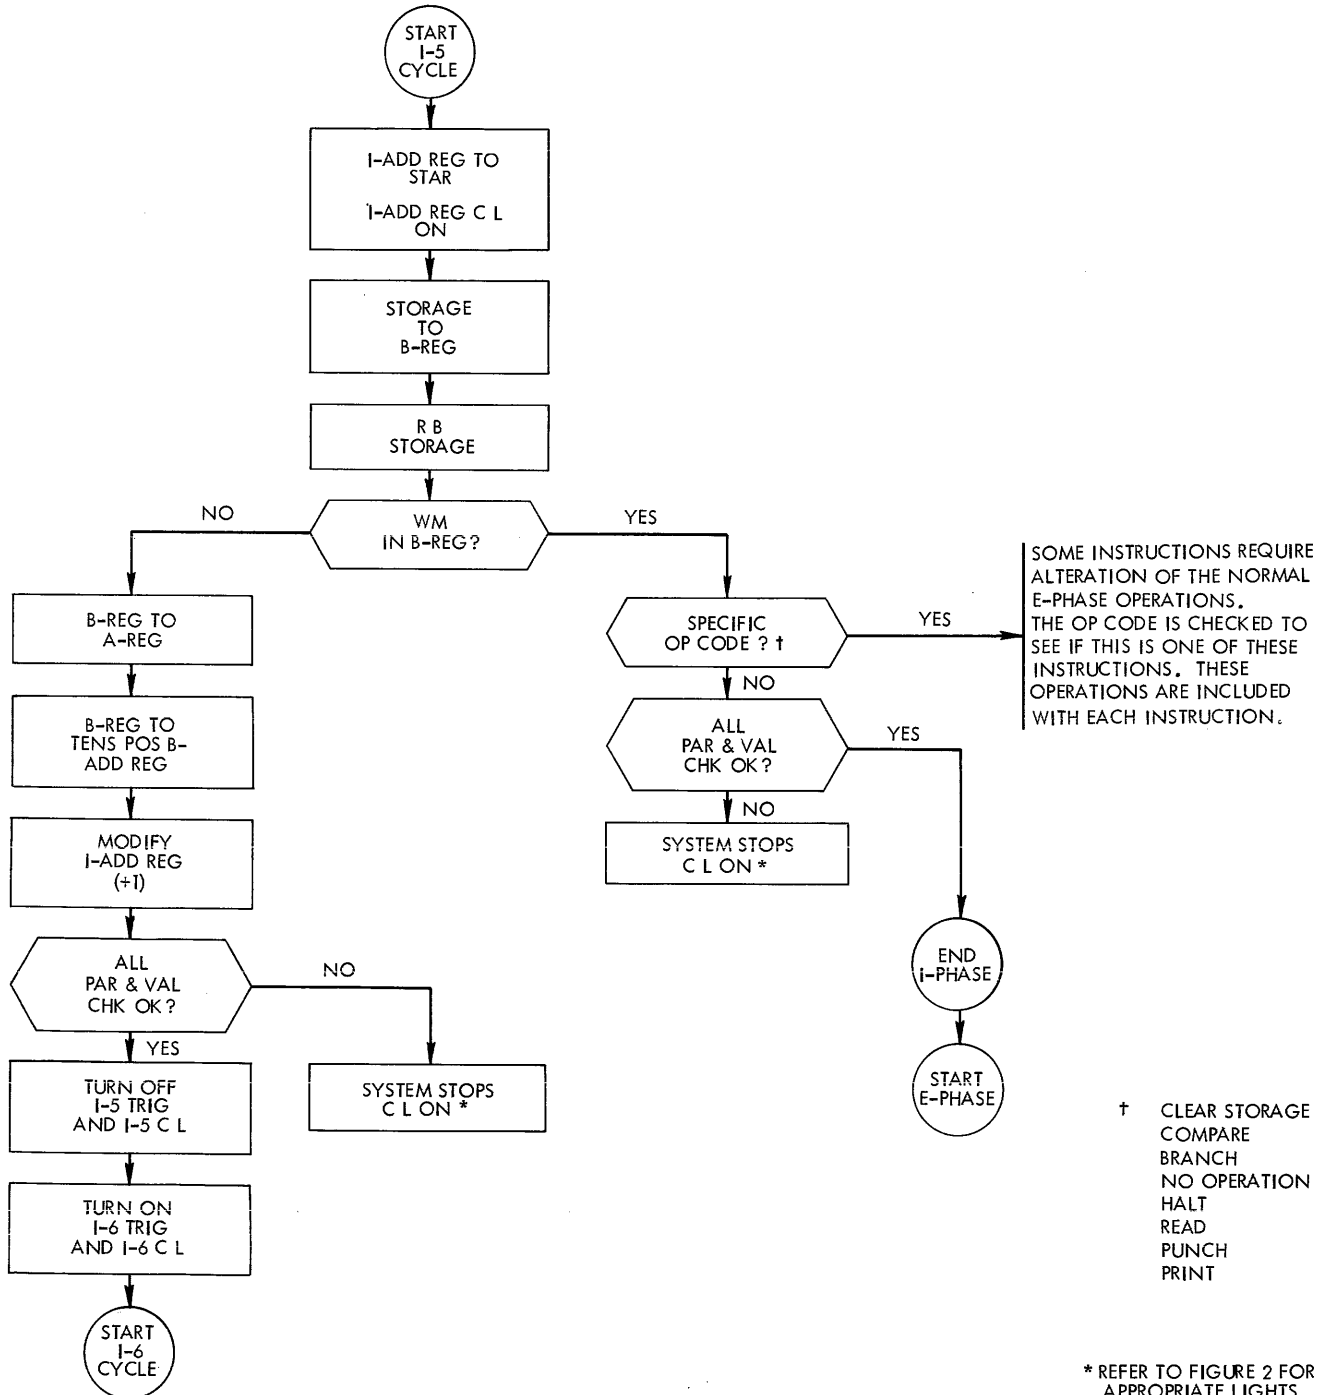 START
I-5
CYCLE
I-ADD REG TO
STAR
I-ADD REG C L
ON
STORAGE
TO
B-REG
R B
STORAGE
WM
IN B-REG?
NO
YES
B-REG TO
A-REG
B-REG TO
TENS POS B-
ADD REG
MODIFY
I-ADD REG
(+1)
ALL
PAR & VAL
CHK OK?
NO
YES
SYSTEM STOPS
C L ON *
TURN OFF
I-5 TRIG
AND I-5 C L
TURN ON
I-6 TRIG
AND I-6 C L
START
I-6
CYCLE
SPECIFIC
OP CODE ? †
YES
NO
SOME INSTRUCTIONS REQUIRE
ALTERATION OF THE NORMAL
E-PHASE OPERATIONS.
THE OP CODE IS CHECKED TO
SEE IF THIS IS ONE OF THESE
INSTRUCTIONS. THESE
OPERATIONS ARE INCLUDED
WITH EACH INSTRUCTION.
ALL
PAR & VAL
CHK OK?
YES
NO
SYSTEM STOPS
C L ON *
END
I-PHASE
START
E-PHASE
† CLEAR STORAGE
COMPARE
BRANCH
NO OPERATION
HALT
READ
PUNCH
PRINT
* REFER TO FIGURE 2 FOR
APPROPRIATE LIGHTS